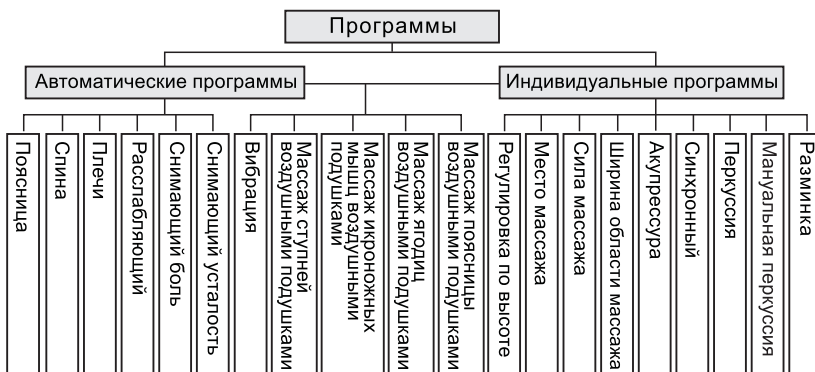 Программы
Автоматические программы
Индивидуальные программы
Поясница
Спина
Плечи
Расслабляющий
Снимающий боль
Снимающий усталость
Вибрация
Массаж ступней
воздушными подушками
Массаж икроножных
мышц воздушными
подушками
Массаж ягодиц
воздушными подушками
Массаж поясницы
воздушными подушками
Регулировка по высоте
Место массажа
Сила массажа
Ширина области массажа
Акупрессура
Синхронный
Перкуссия
Мануальная перкуссия
Разминка